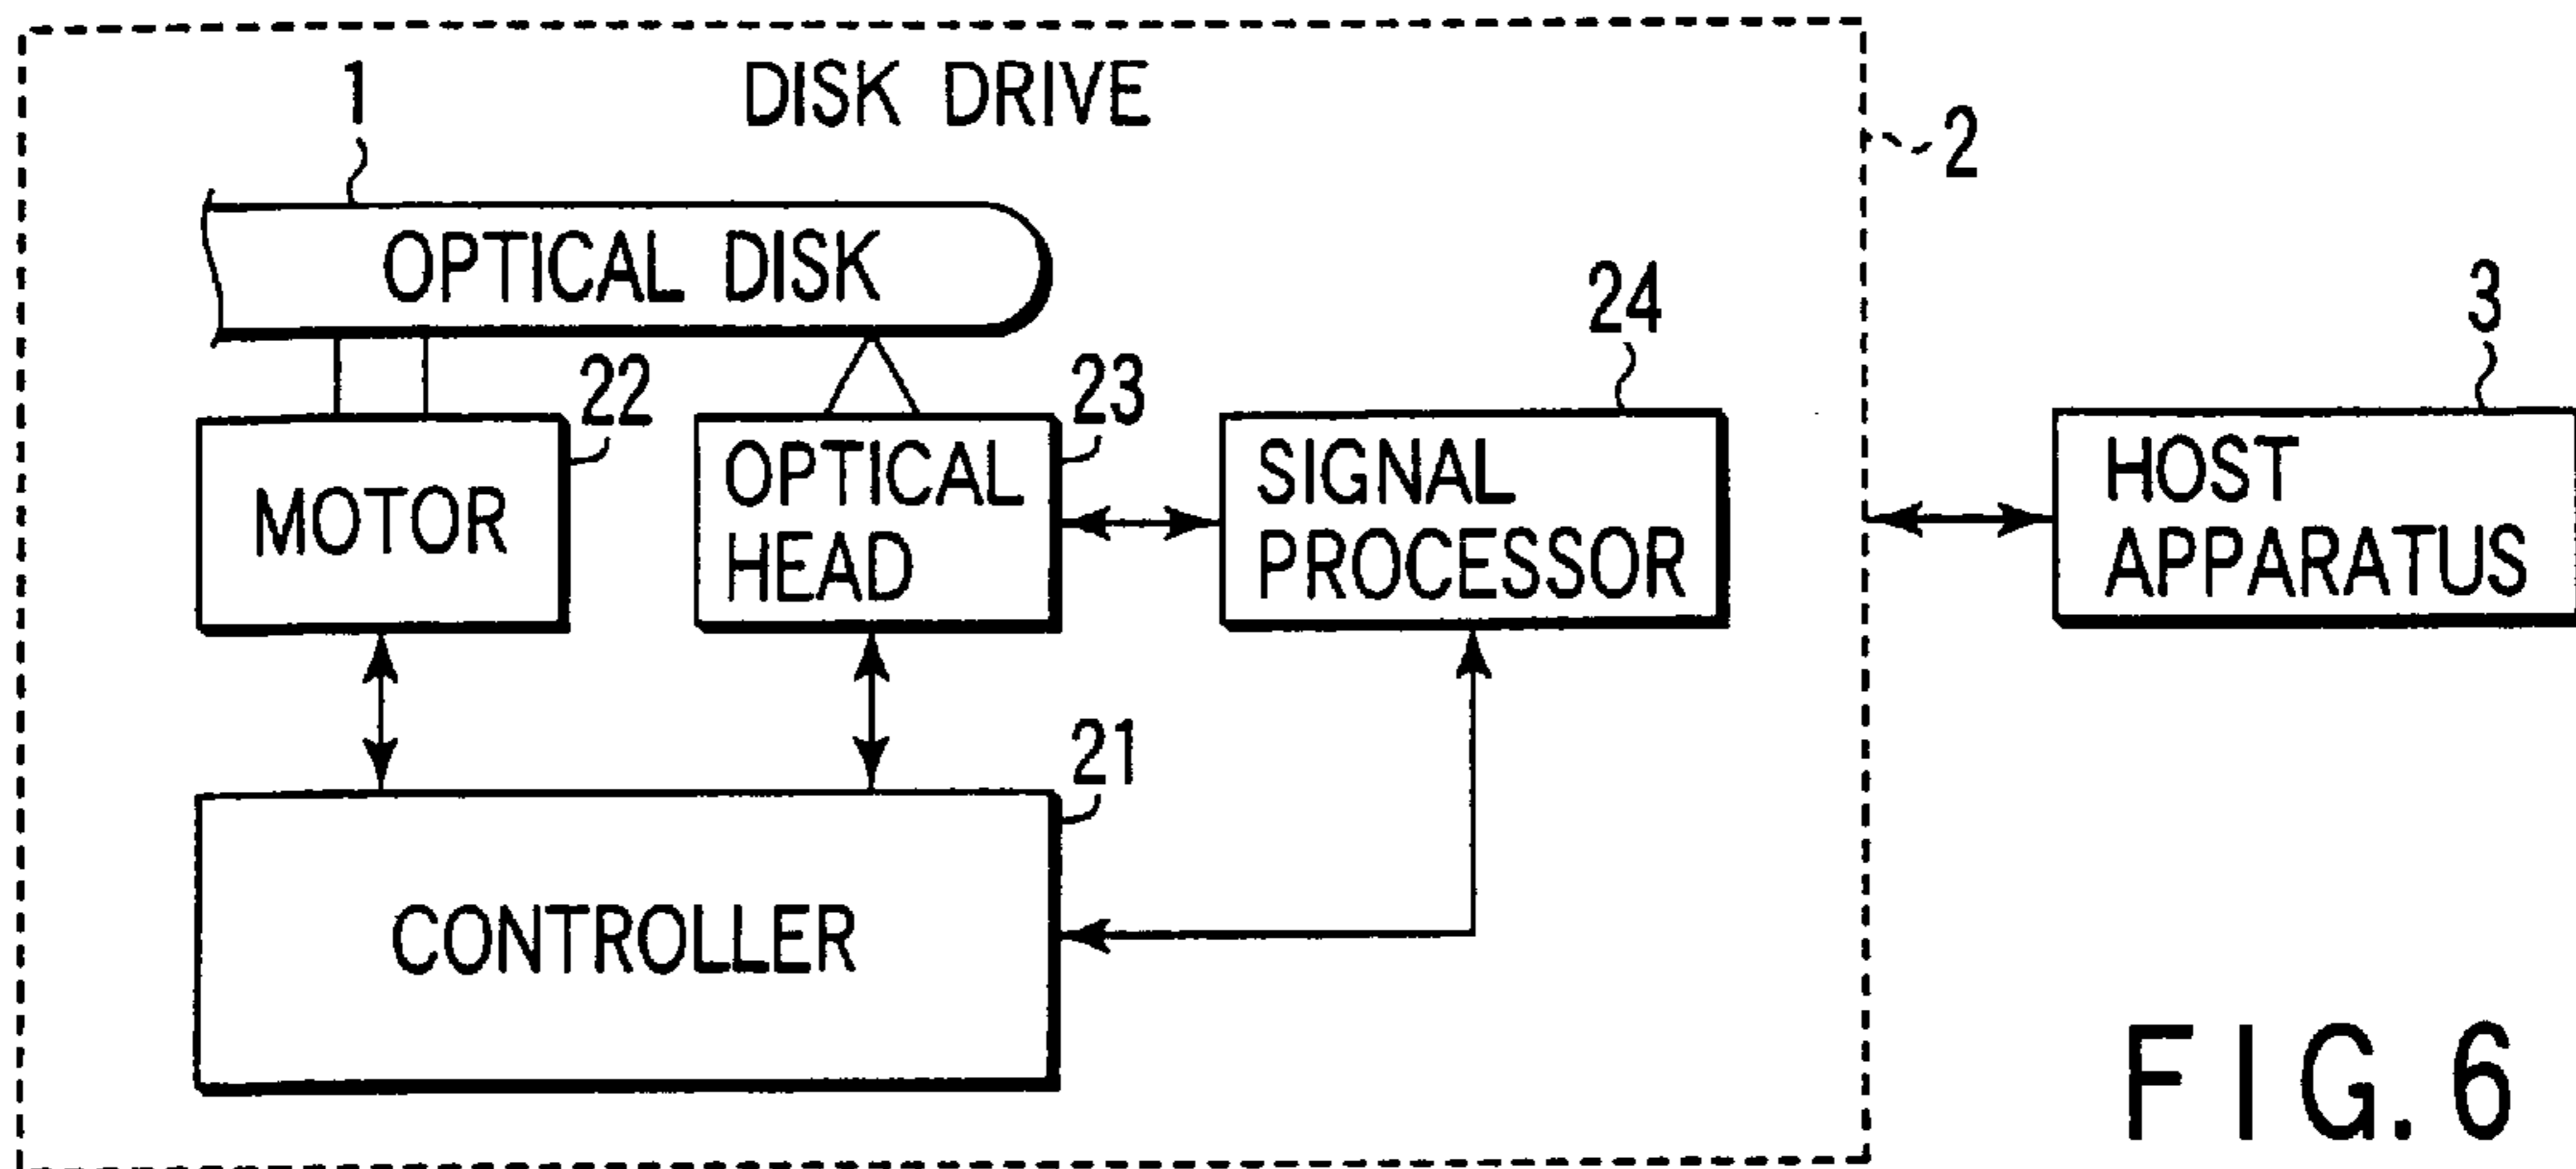 DISK DRIVE
1
2
OPTICAL DISK
24
3
22
23
MOTOR
OPTICAL
HEAD
SIGNAL
PROCESSOR
HOST
APPARATUS
21
CONTROLLER
FIG. 6